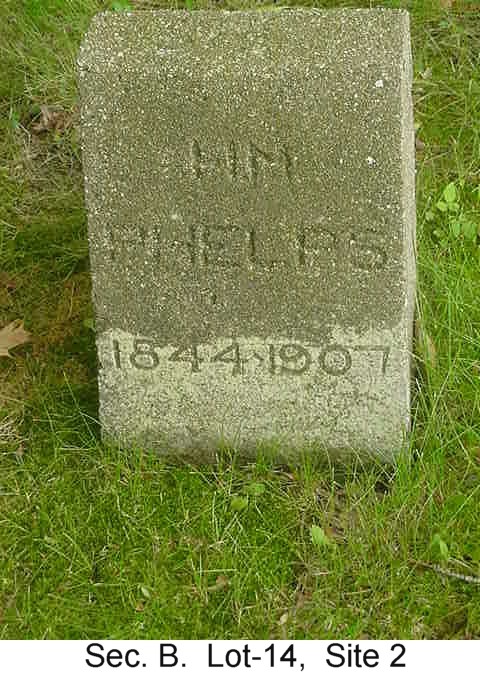 WM
PHELPS
1844-1907
Sec. B. Lot-14, Site 2